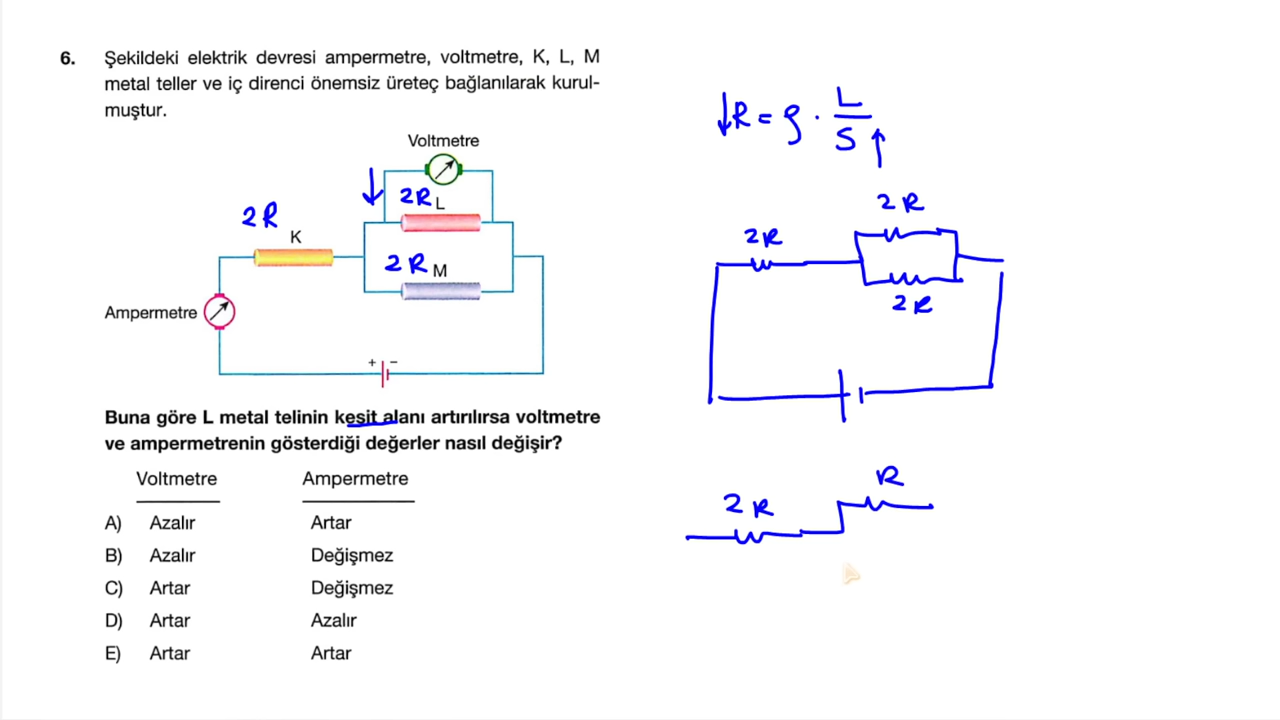 6. Şekildeki elektrik devresi ampermetre, voltmetre, K, L, M
metal teller ve iç direnci önemsiz üreteç bağlanılarak kurul-
muştur.
Voltmetre
2R L
2R
K
2R M
Ampermetre
+ −
Buna göre L metal telinin kesit alanı artırılırsa voltmetre
ve ampermetrenin gösterdiği değerler nasıl değişir?
Voltmetre Ampermetre
A) Azalır Artar
B) Azalır Değişmez
C) Artar Değişmez
D) Artar Azalır
E) Artar Artar
↓R = ρ · L/S ↑
2R
2R
2R
2R
R